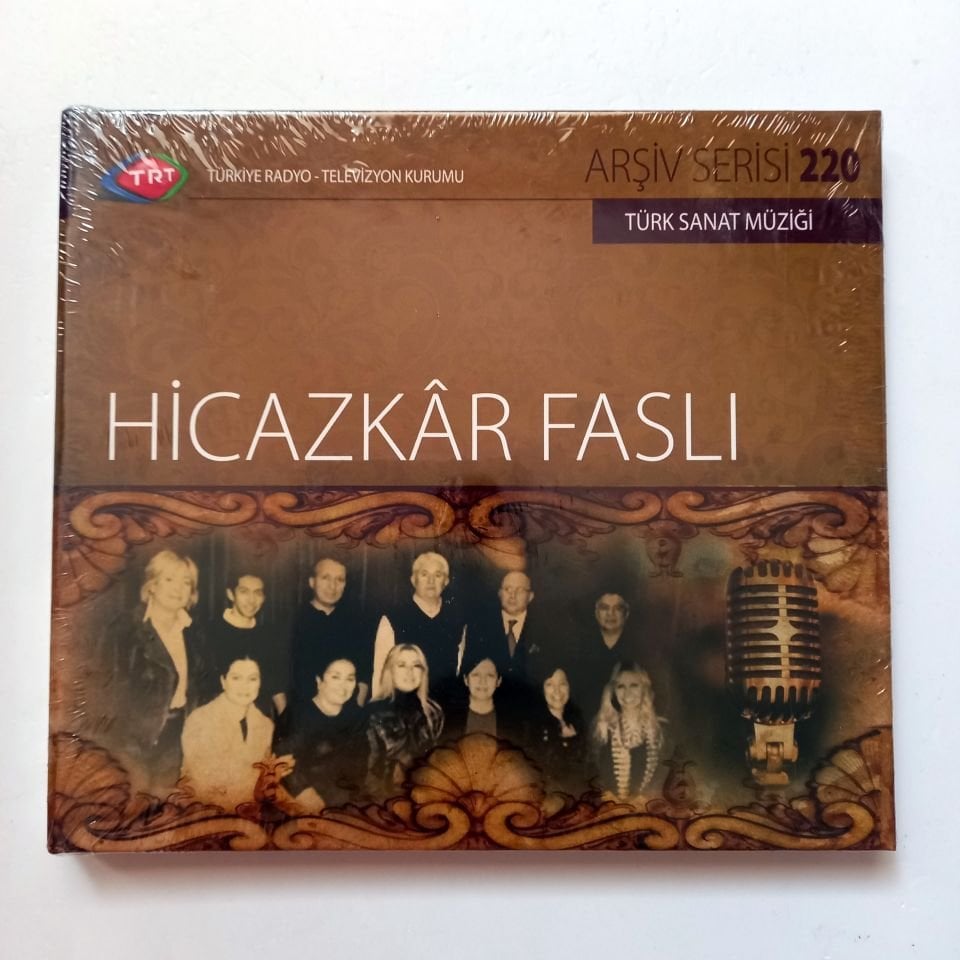 TRT
TÜRKİYE RADYO - TELEVİZYON KURUMU
ARŞİV SERİSİ 220
TÜRK SANAT MÜZİĞİ
HİCAZKÂR FASLI